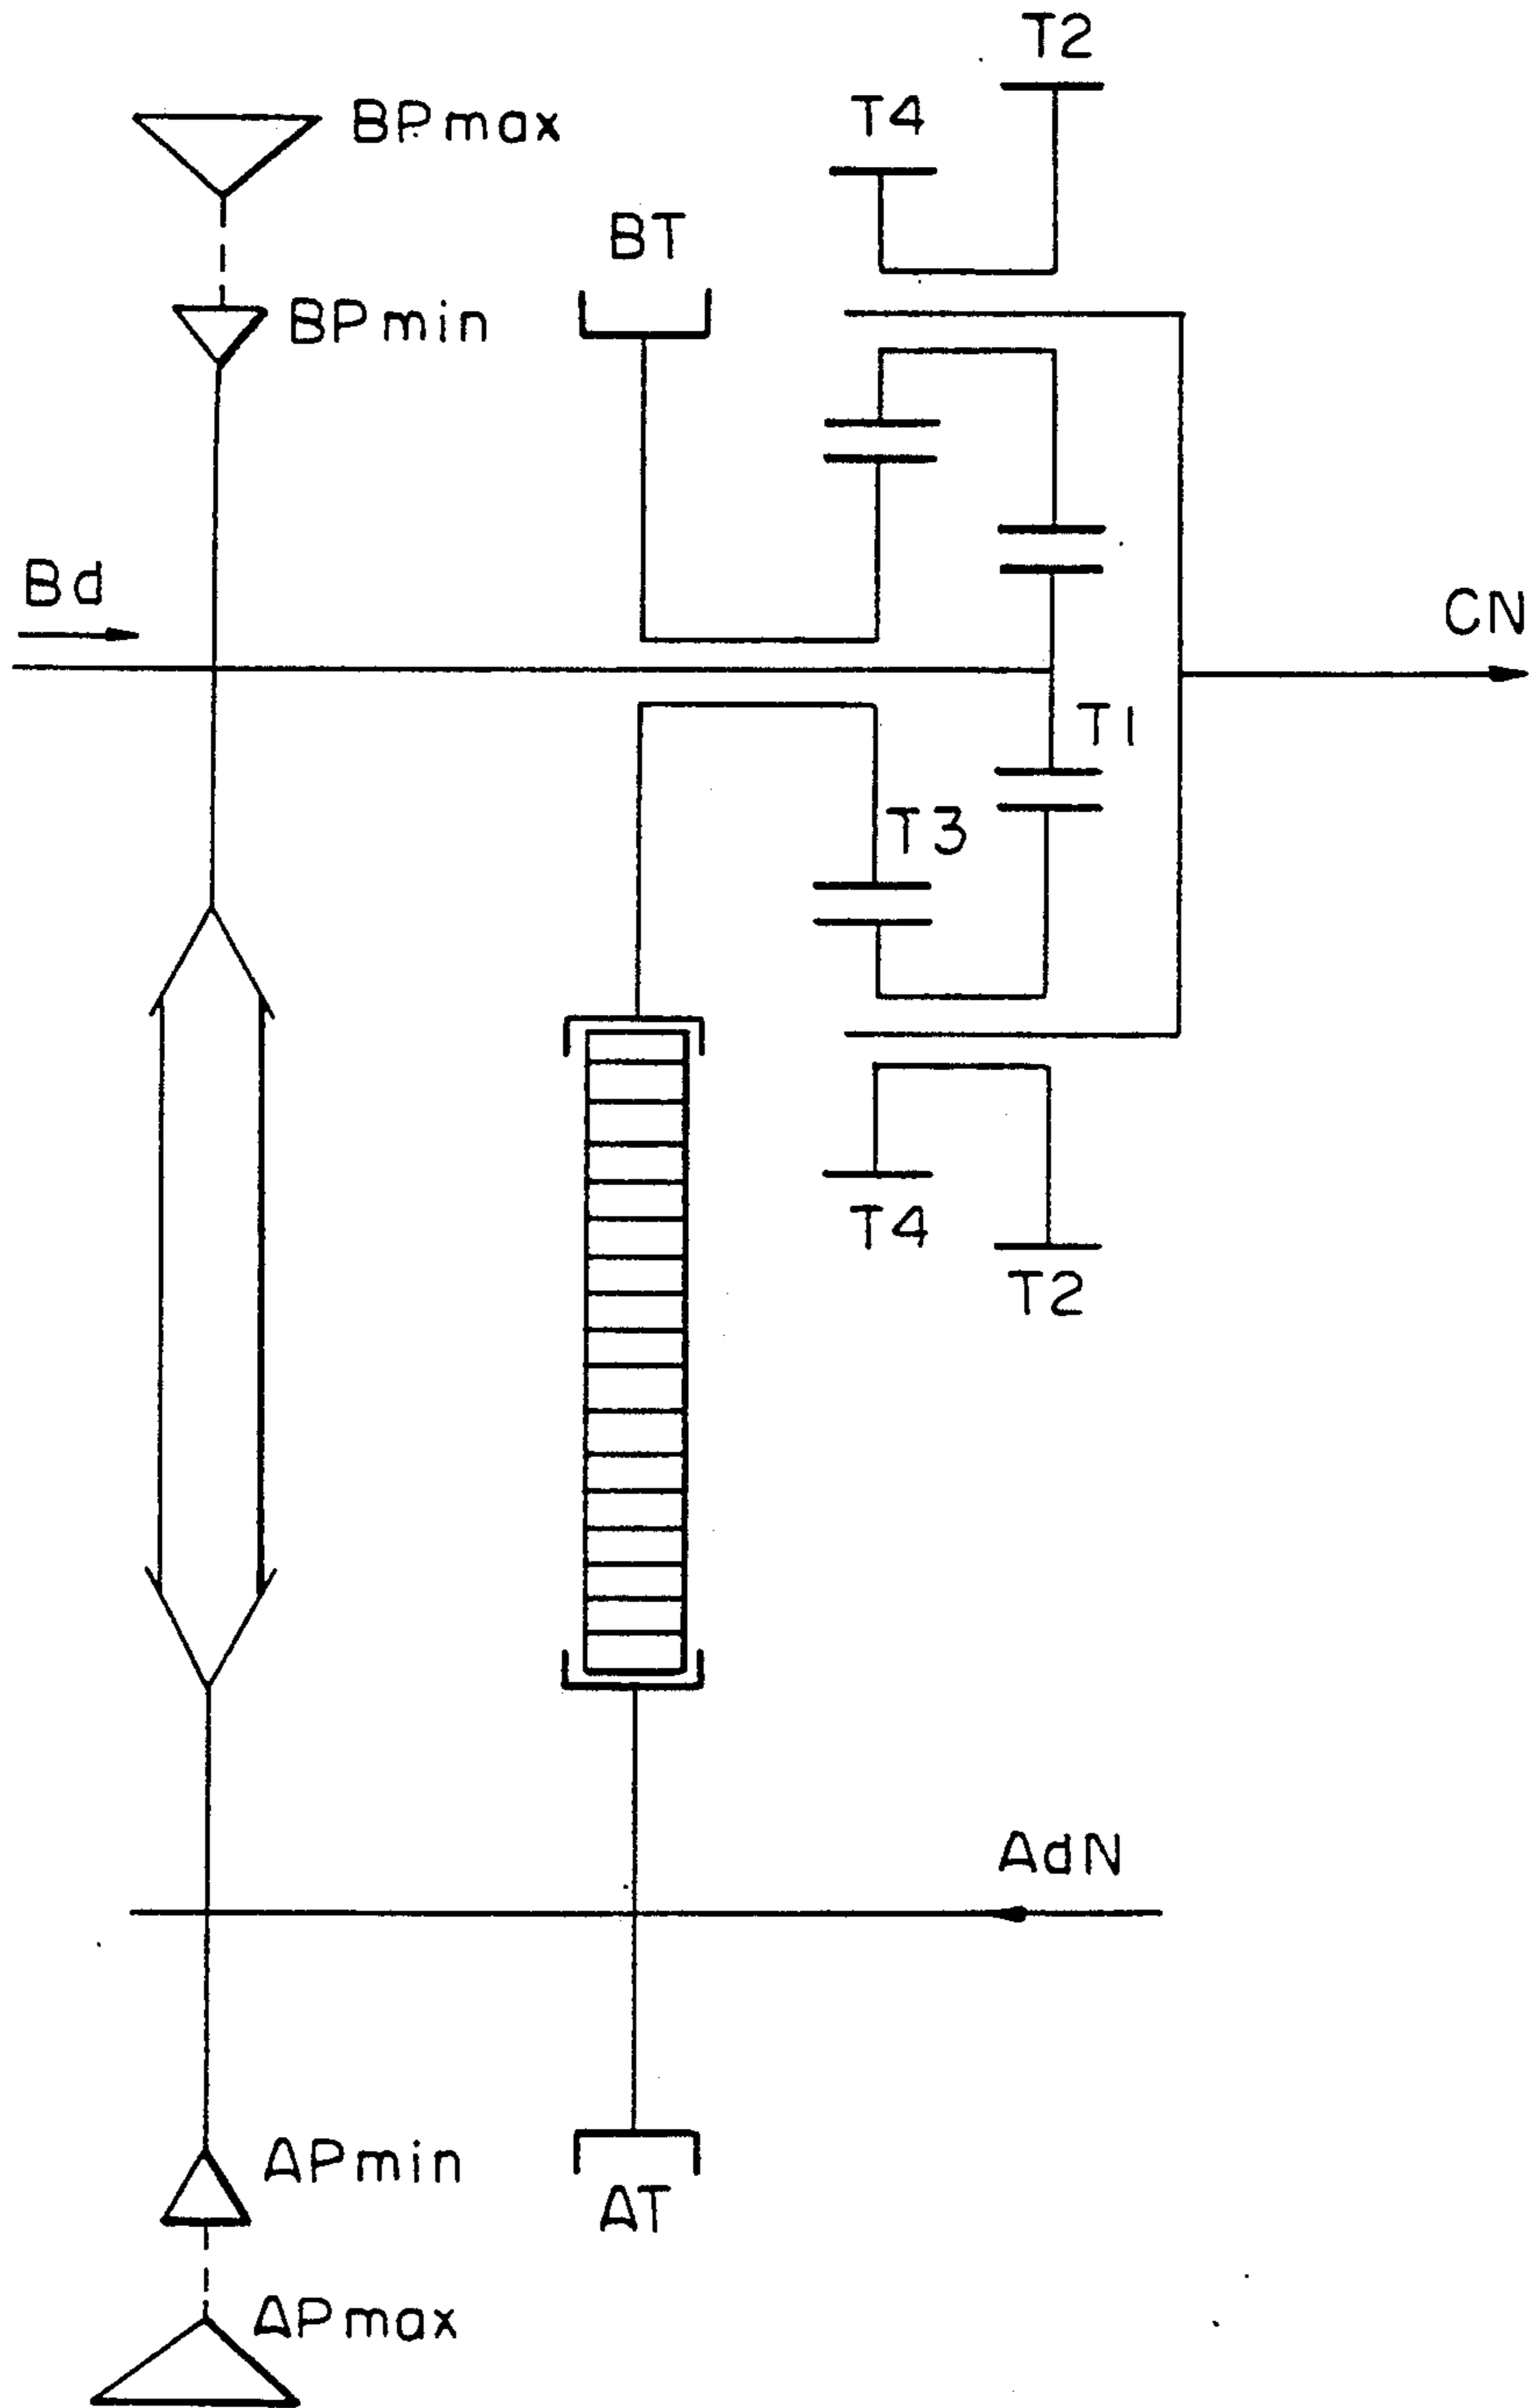 T2
T4
BPmax
BT
BPmin
Bd
CN
T1
T3
T4
T2
AdN
APmin
AT
APmax